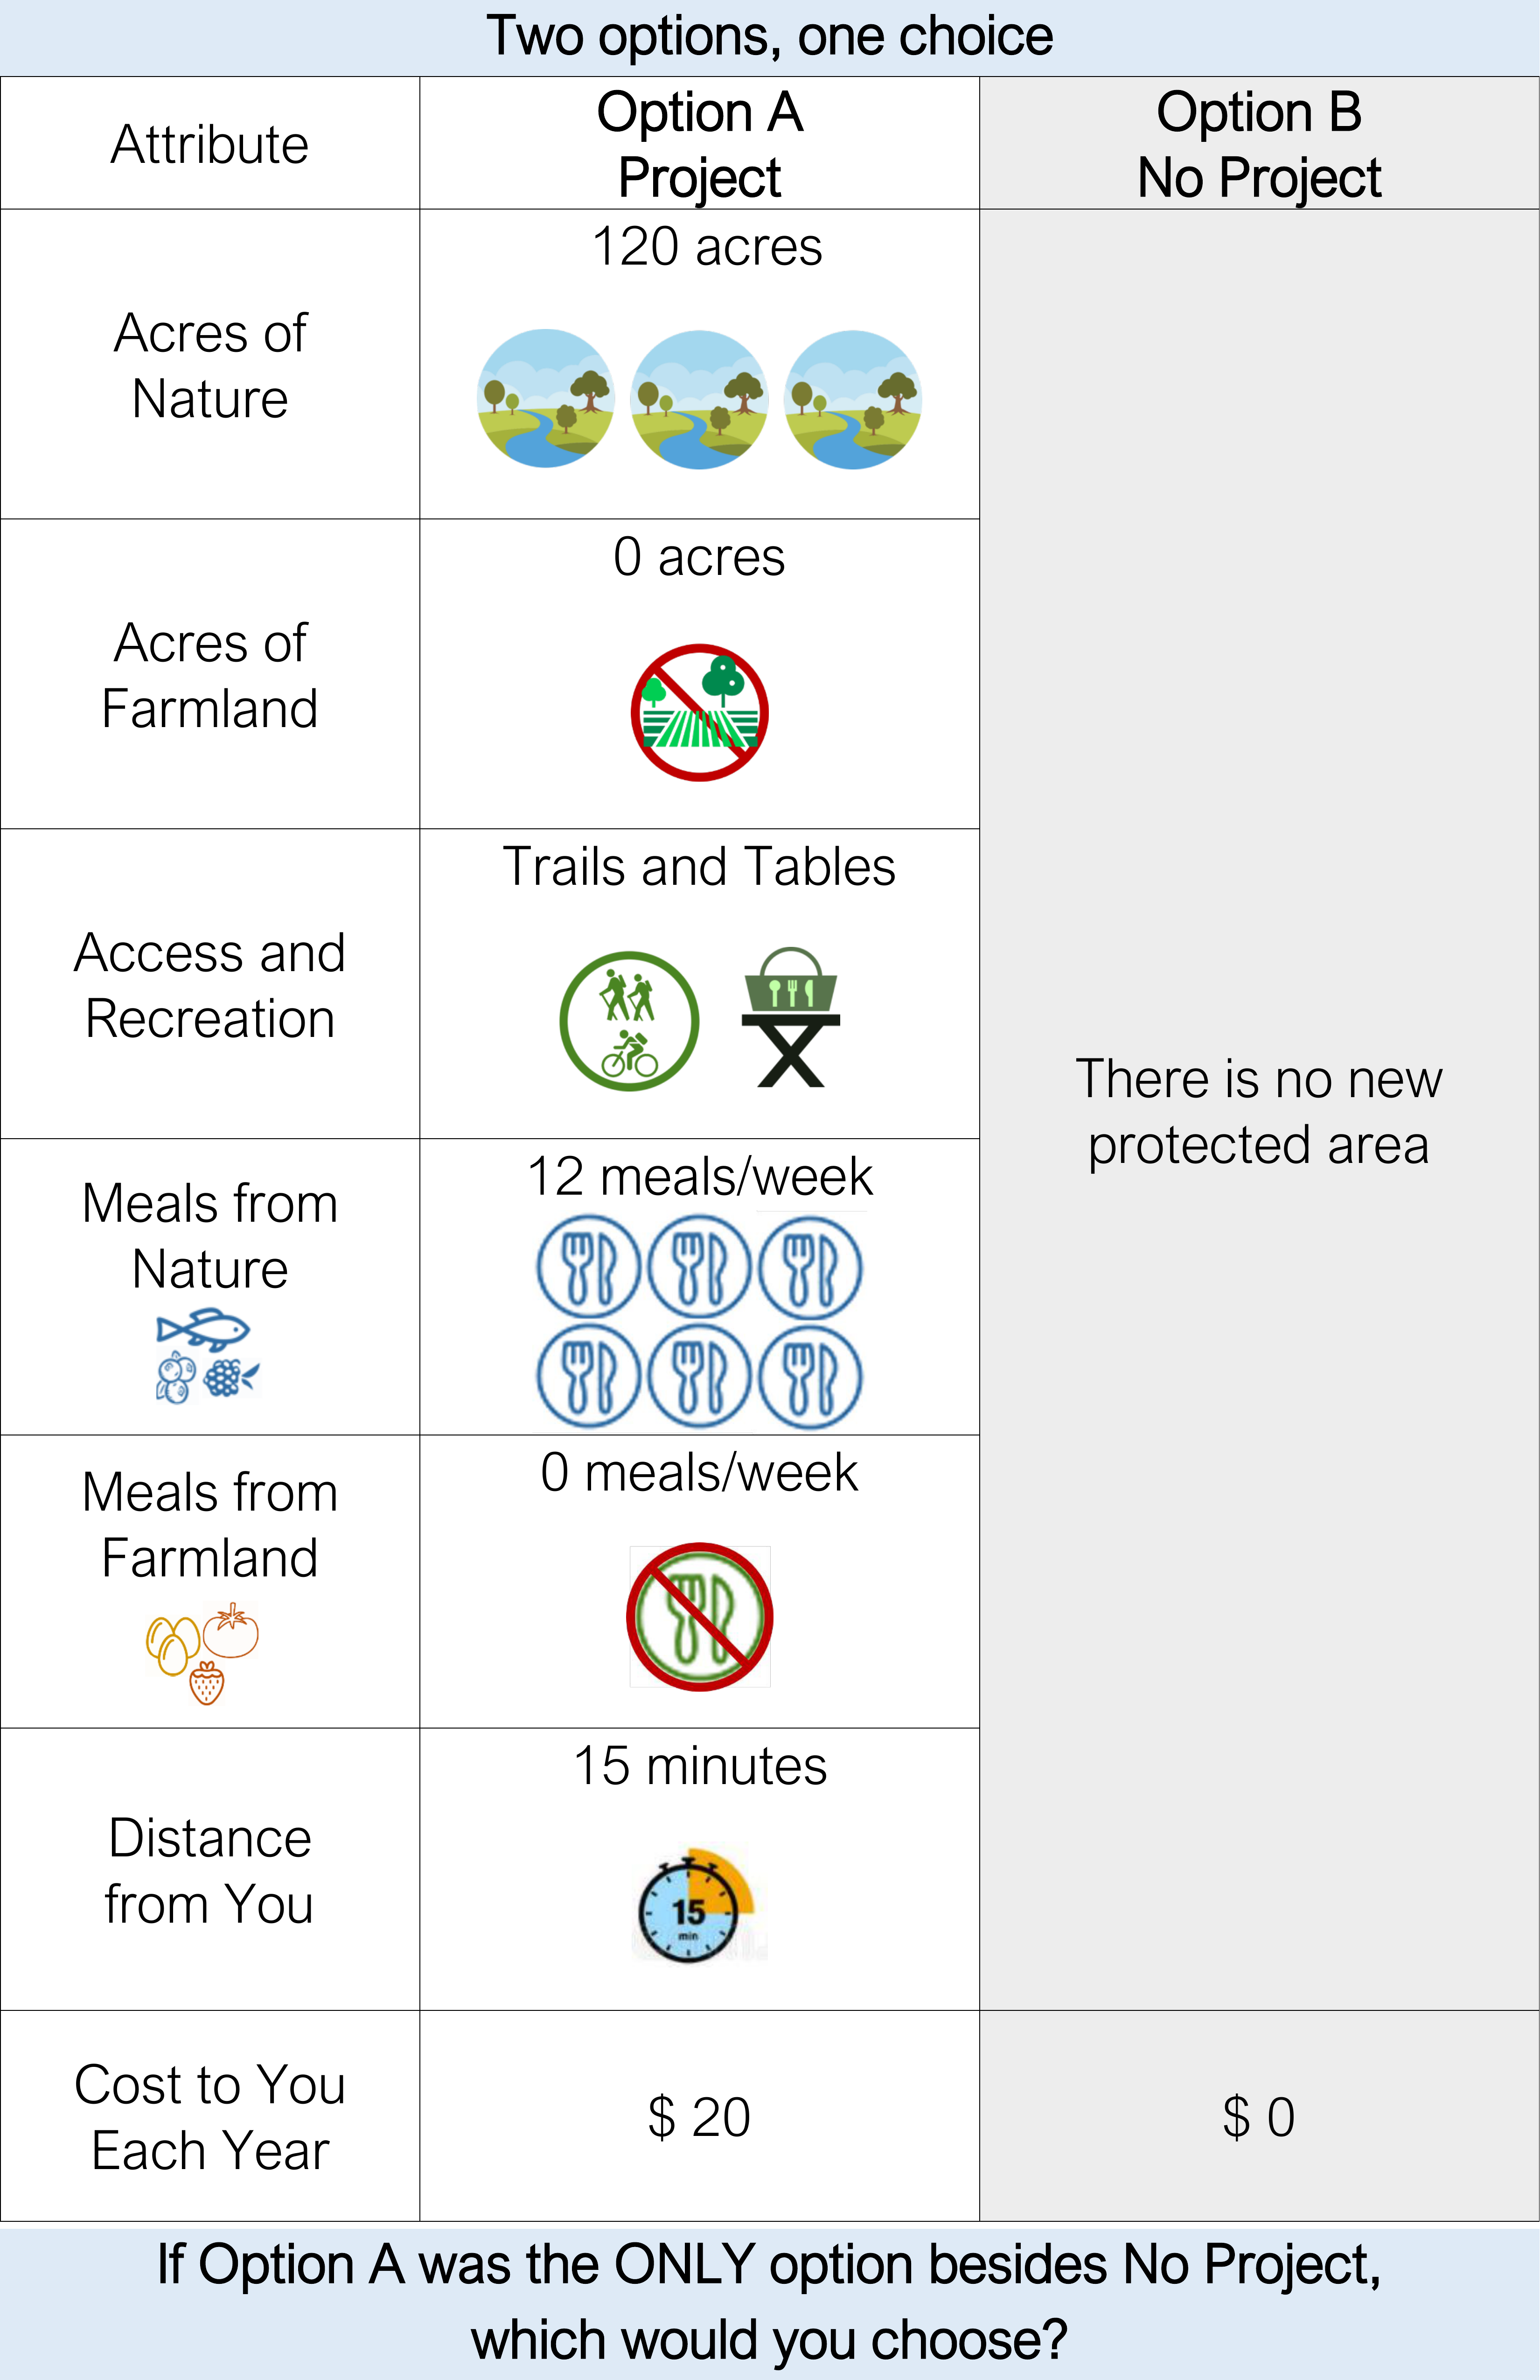 Two options, one choice
Attribute
Option A
Project
Option B
No Project
Acres of
Nature
120 acres
Acres of
Farmland
0 acres
Access and
Recreation
Trails and Tables
There is no new
protected area
Meals from
Nature
12 meals/week
Meals from
Farmland
0 meals/week
Distance
from You
15 minutes
15
min
Cost to You
Each Year
$ 20
$ 0
If Option A was the ONLY option besides No Project,
which would you choose?